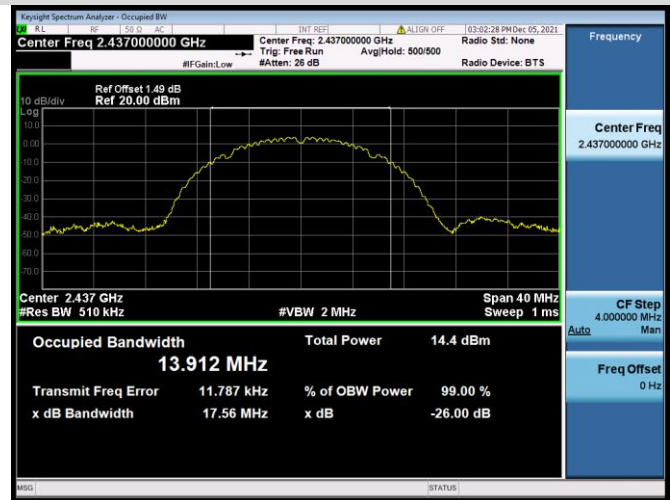 Keysight Spectrum Analyzer - Occupied BW
RL RF 50 Ω AC INT REF ALIGN OFF 03:02:28 PM Dec 05, 2021
Center Freq 2.437000000 GHz Center Freq: 2.437000000 GHz Radio Std: None Frequency
Trig: Free Run Avg|Hold: 500/500
#IFGain:Low #Atten: 26 dB Radio Device: BTS
Ref Offset 1.49 dB
10 dB/div Ref 20.00 dBm
Log
10.0
0.00
-10.0
-20.0
-30.0
-40.0
-50.0
-60.0
-70.0
Center Freq
2.437000000 GHz
Center 2.437 GHz Span 40 MHz
#Res BW 510 kHz #VBW 2 MHz Sweep 1 ms
CF Step
4.000000 MHz
Auto Man
Occupied Bandwidth Total Power 14.4 dBm
13.912 MHz
Freq Offset
0 Hz
Transmit Freq Error 11.787 kHz % of OBW Power 99.00 %
x dB Bandwidth 17.56 MHz x dB -26.00 dB
MSG STATUS